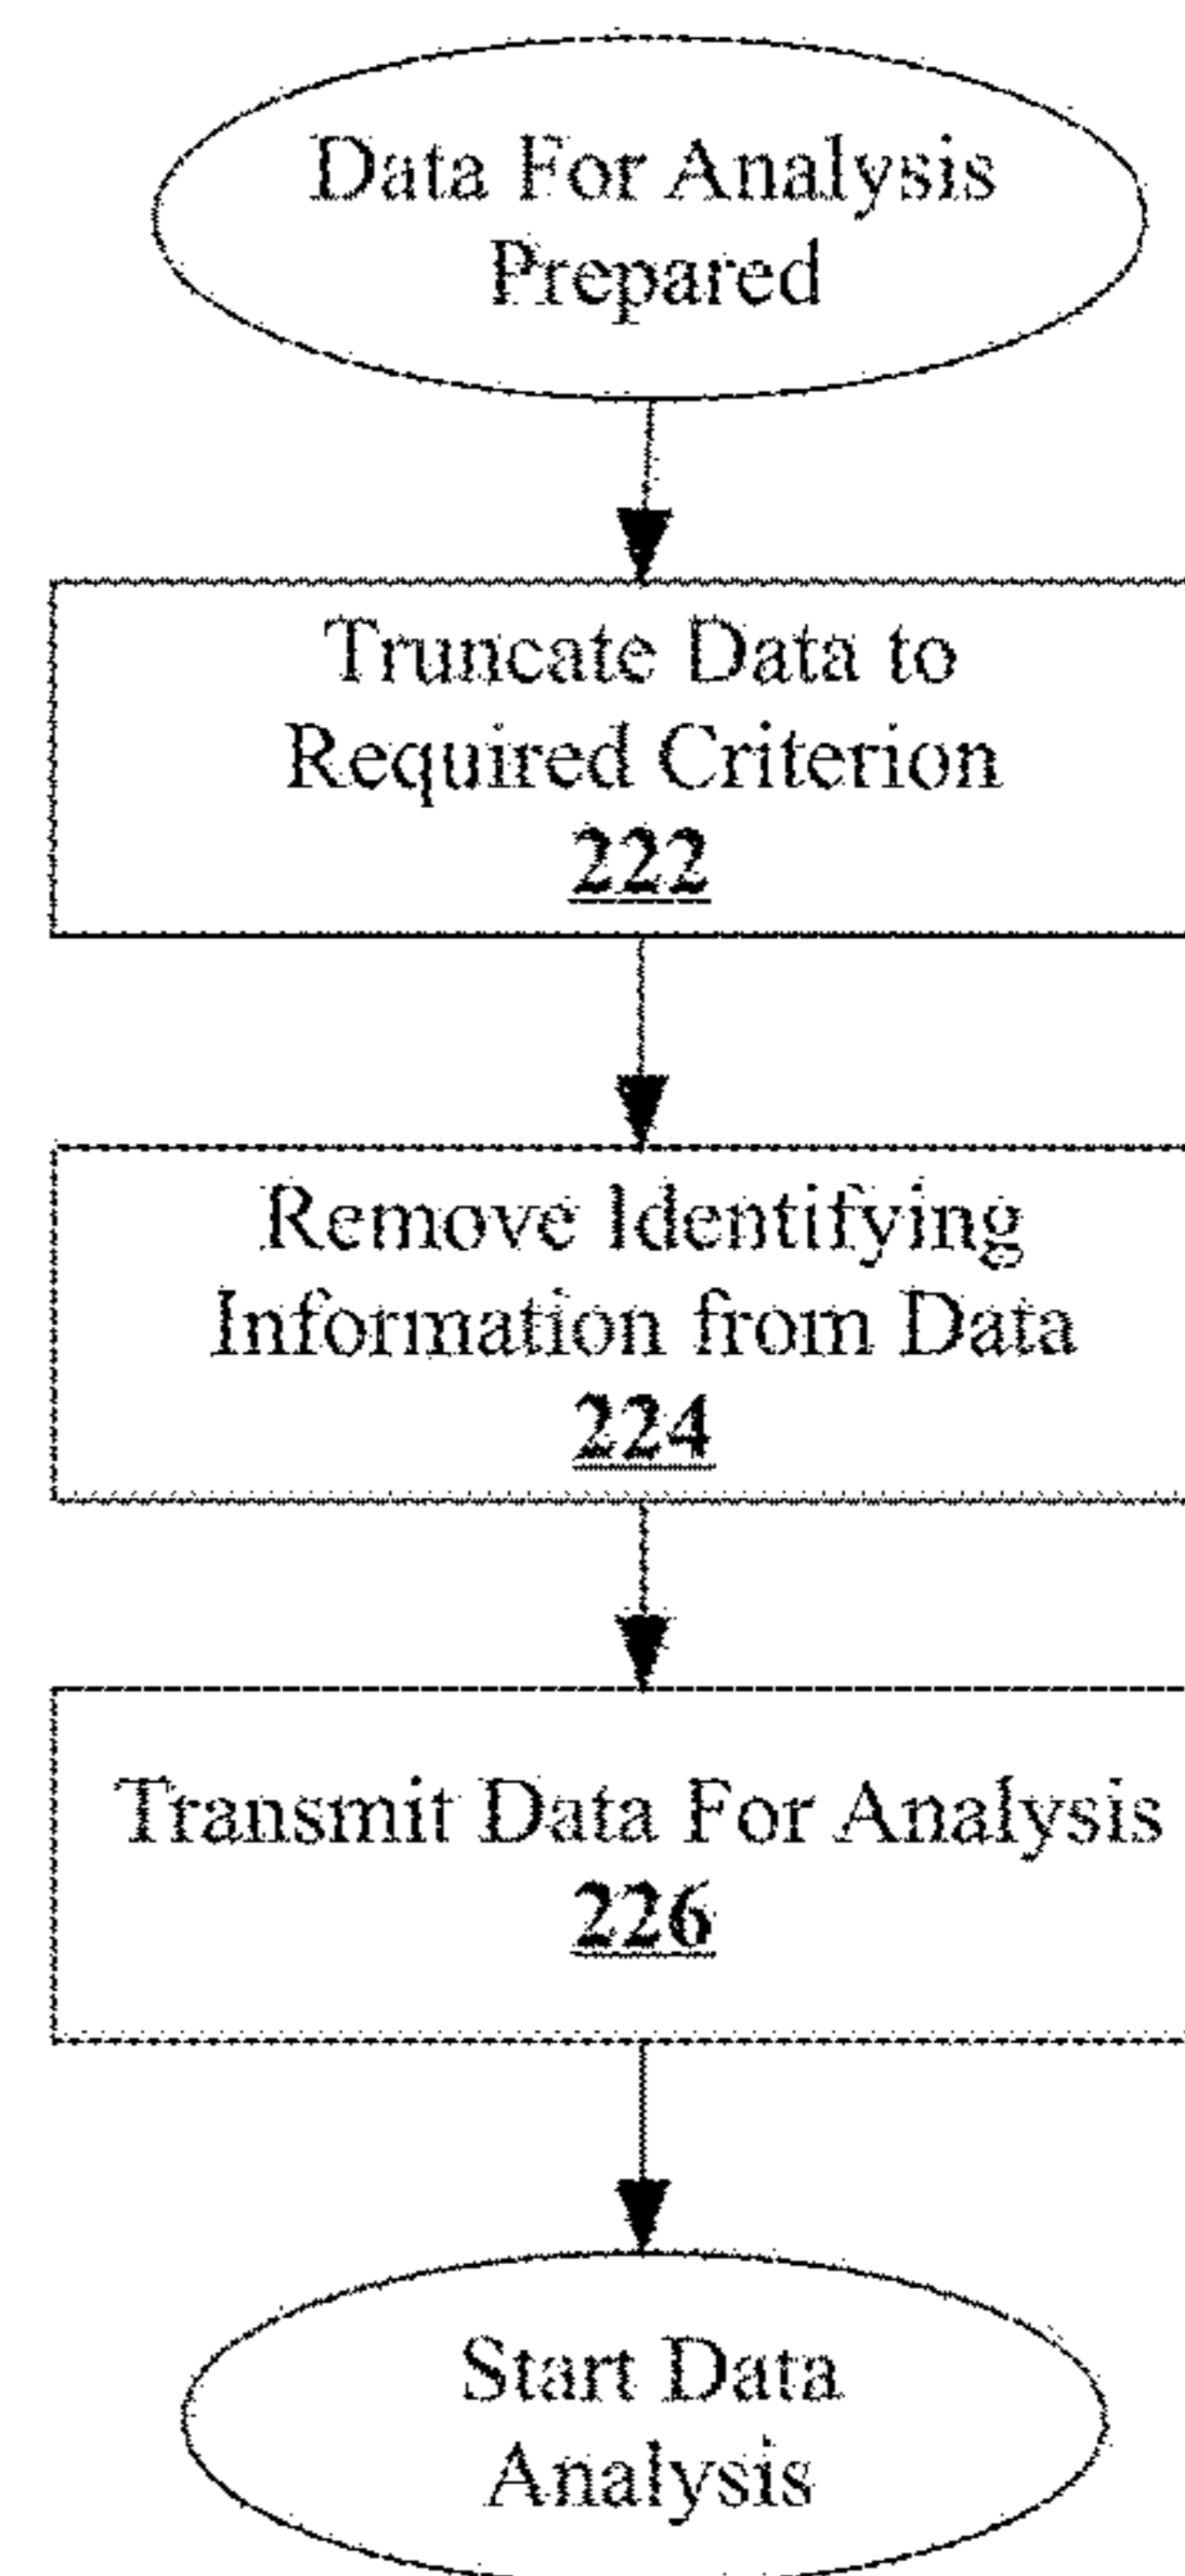 Data For Analysis
Prepared
Truncate Data to
Required Criterion
222
Remove Identifying
Information from Data
224
Transmit Data For Analysis
226
Start Data
Analysis